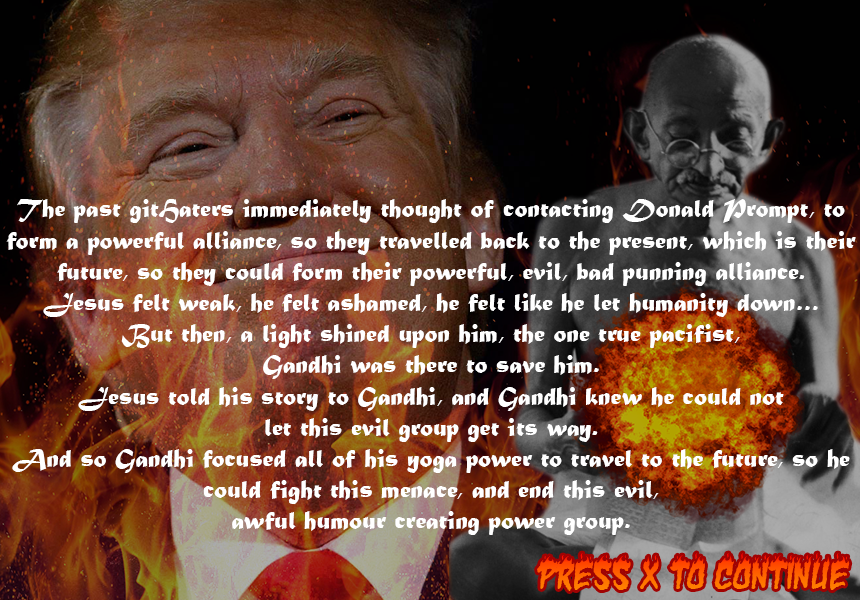 The past gitHaters immediately thought of contacting Donald Prompt, to
form a powerful alliance, so they travelled back to the present, which is their
future, so they could form their powerful, evil, bad punning alliance.
Jesus felt weak, he felt ashamed, he felt like he let humanity down...
But then, a light shined upon him, the one true pacifist,
Gandhi was there to save him.
Jesus told his story to Gandhi, and Gandhi knew he could not
let this evil group get its way.
And so Gandhi focused all of his yoga power to travel to the future, so he
could fight this menace, and end this evil,
awful humour creating power group.
PRESS X TO CONTINUE